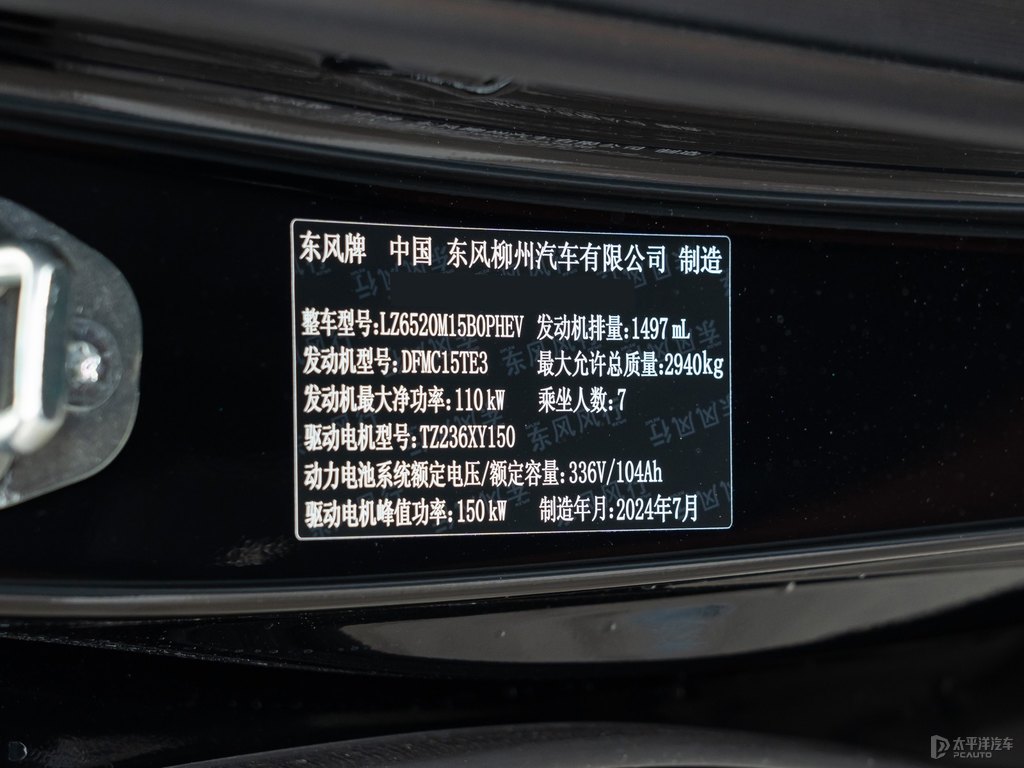 东风牌 中国 东风柳州汽车有限公司 制造
整车型号:LZ6520M15B0PHEV 发动机排量:1497 mL
发动机型号:DFMC15TE3 最大允许总质量:2940kg
发动机最大净功率:110 kW 乘坐人数:7
驱动电机型号:TZ236XY150
动力电池系统额定电压/额定容量:336V/104Ah
驱动电机峰值功率:150 kW 制造年月:2024年7月
东风风行
太平洋汽车
PCAUTO